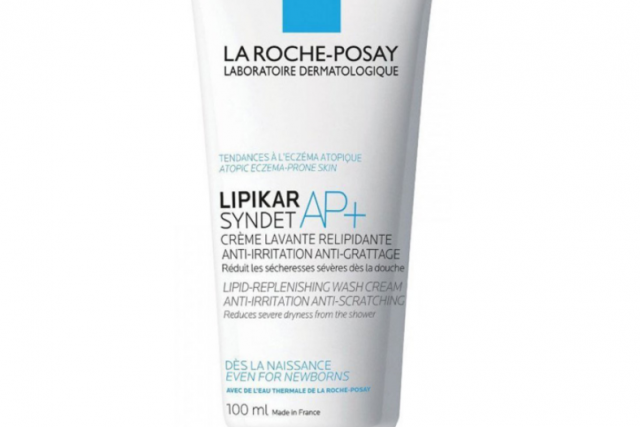 LA ROCHE-POSAY
LABORATOIRE DERMATOLOGIQUE
TENDANCES À L'ECZÉMA ATOPIQUE
ATOPIC ECZEMA-PRONE SKIN
LIPIKAR
SYNDET AP+
CRÈME LAVANTE RELIPIDANTE
ANTI-IRRITATION ANTI-GRATTAGE
Réduit les sécheresses sévères dès la douche
LIPID-REPLENISHING WASH CREAM
ANTI-IRRITATION ANTI-SCRATCHING
Reduces severe dryness from the shower
DÈS LA NAISSANCE
EVEN FOR NEWBORNS
AVEC DE L'EAU THERMALE DE LA ROCHE-POSAY
100 ml Made in France